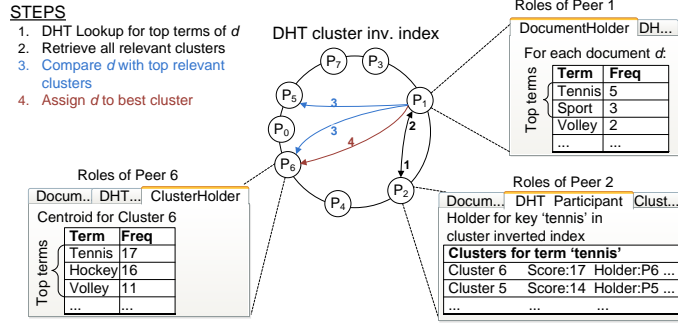 STEPS
1. DHT Lookup for top terms of d
2. Retrieve all relevant clusters
3. Compare d with top relevant
clusters
4. Assign d to best cluster
DHT cluster inv. index
P7
P3
P5
P1
P0
P6
P2
P4
3
3
4
2
1
Roles of Peer 1
DocumentHolder DH...
For each document d:
Top terms
Term Freq
Tennis 5
Sport 3
Volley 2
... ...
Roles of Peer 6
Docum... DHT... ClusterHolder
Centroid for Cluster 6
Top terms
Term Freq
Tennis 17
Hockey 16
Volley 11
... ...
Roles of Peer 2
Docum... DHT Participant Clust...
Holder for key 'tennis' in
cluster inverted index
Clusters for term 'tennis'
Cluster 6 Score:17 Holder:P6 ...
Cluster 5 Score:14 Holder:P5 ...
... ... ...